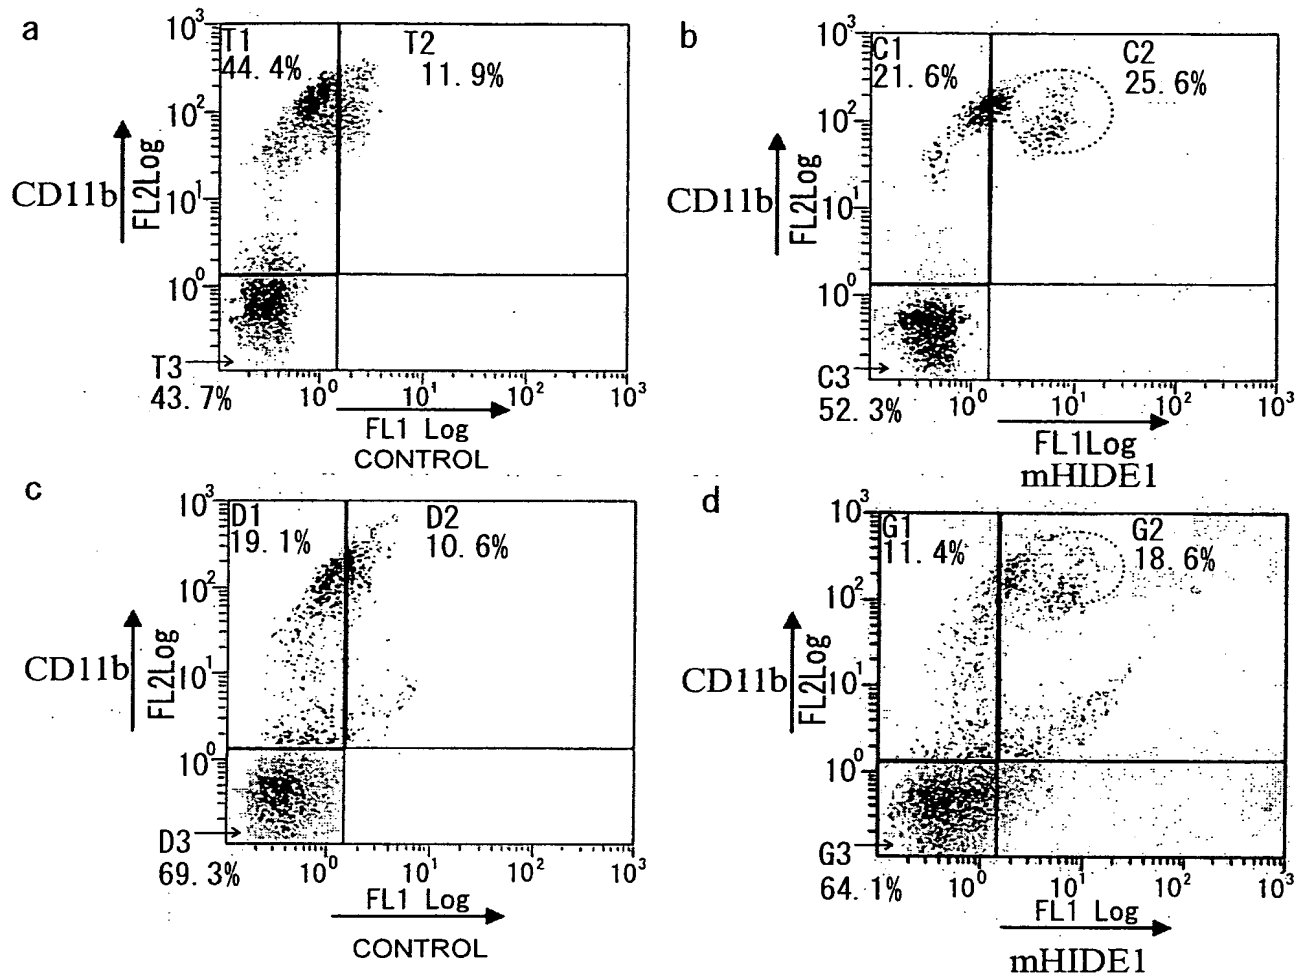 a
10³
T1
44. 4%
T2
11. 9%
10²
CD11b
FL2Log
10¹
10⁰
T3
43. 7%
10⁰
10¹
10²
10³
FL1 Log
CONTROL
b
10³
C1
21. 6%
C2
25. 6%
10²
CD11b
FL2Log
10¹
10⁰
C3
52. 3%
10⁰
10¹
10²
10³
FL1Log
mHIDE1
c
10³
D1
19. 1%
D2
10. 6%
10²
CD11b
FL2Log
10¹
10⁰
D3
69. 3%
10⁰
10¹
10²
10³
FL1 Log
CONTROL
d
10³
G1
11. 4%
G2
18. 6%
10²
CD11b
FL2Log
10¹
10⁰
G3
64. 1%
10⁰
10¹
10²
10³
FL1 Log
mHIDE1